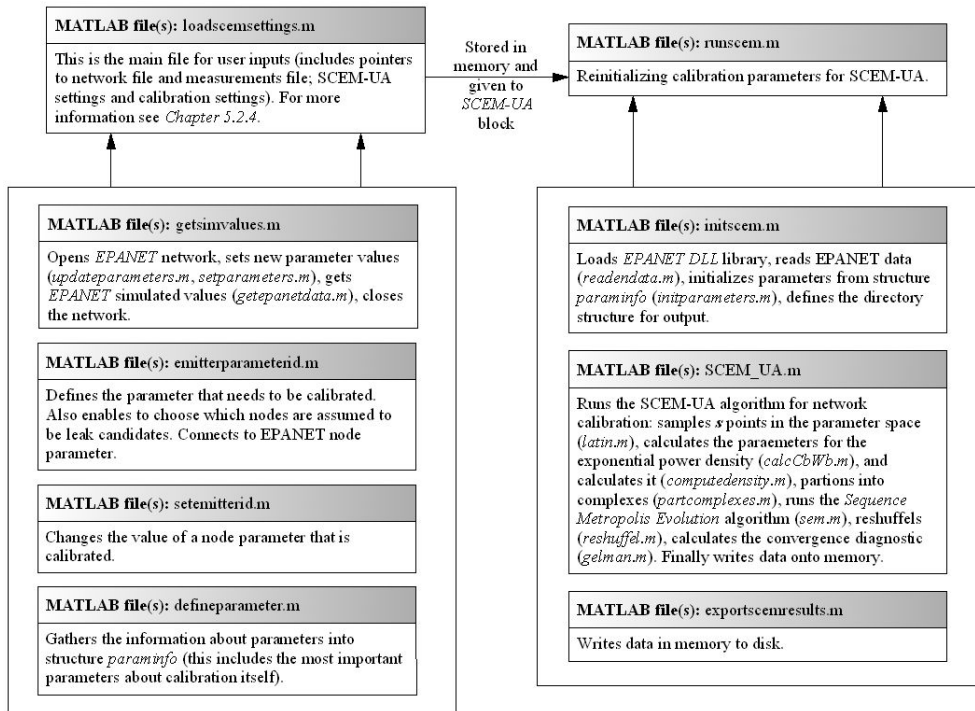 MATLAB file(s): loadscemsettings.m
This is the main file for user inputs (includes pointers
to network file and measurements file; SCEM-UA
settings and calibration settings). For more
information see Chapter 5.2.4.
Stored in
memory and
given to
SCEM-UA
block
MATLAB file(s): runscem.m
Reinitializing calibration parameters for SCEM-UA.
MATLAB file(s): getsimvalues.m
Opens EPANET network, sets new parameter values
(updateparameters.m, setparameters.m), gets
EPANET simulated values (getepanetdata.m), closes
the network.
MATLAB file(s): emitterparameterid.m
Defines the parameter that needs to be calibrated.
Also enables to choose which nodes are assumed to
be leak candidates. Connects to EPANET node
parameter.
MATLAB file(s): setemitterid.m
Changes the value of a node parameter that is
calibrated.
MATLAB file(s): defineparameter.m
Gathers the information about parameters into
structure paraminfo (this includes the most important
parameters about calibration itself).
MATLAB file(s): initscem.m
Loads EPANET DLL library, reads EPANET data
(readendata.m), initializes parameters from structure
paraminfo (initparameters.m), defines the directory
structure for output.
MATLAB file(s): SCEM_UA.m
Runs the SCEM-UA algorithm for network
calibration: samples s points in the parameter space
(latin.m), calculates the paraemeters for the
exponential power density (calcCbWb.m), and
calculates it (computedensity.m), partions into
complexes (partcomplexes.m), runs the Sequence
Metropolis Evolution algorithm (sem.m), reshuffels
(reshuffel.m), calculates the convergence diagnostic
(gelman.m). Finally writes data onto memory.
MATLAB file(s): exportscemresults.m
Writes data in memory to disk.